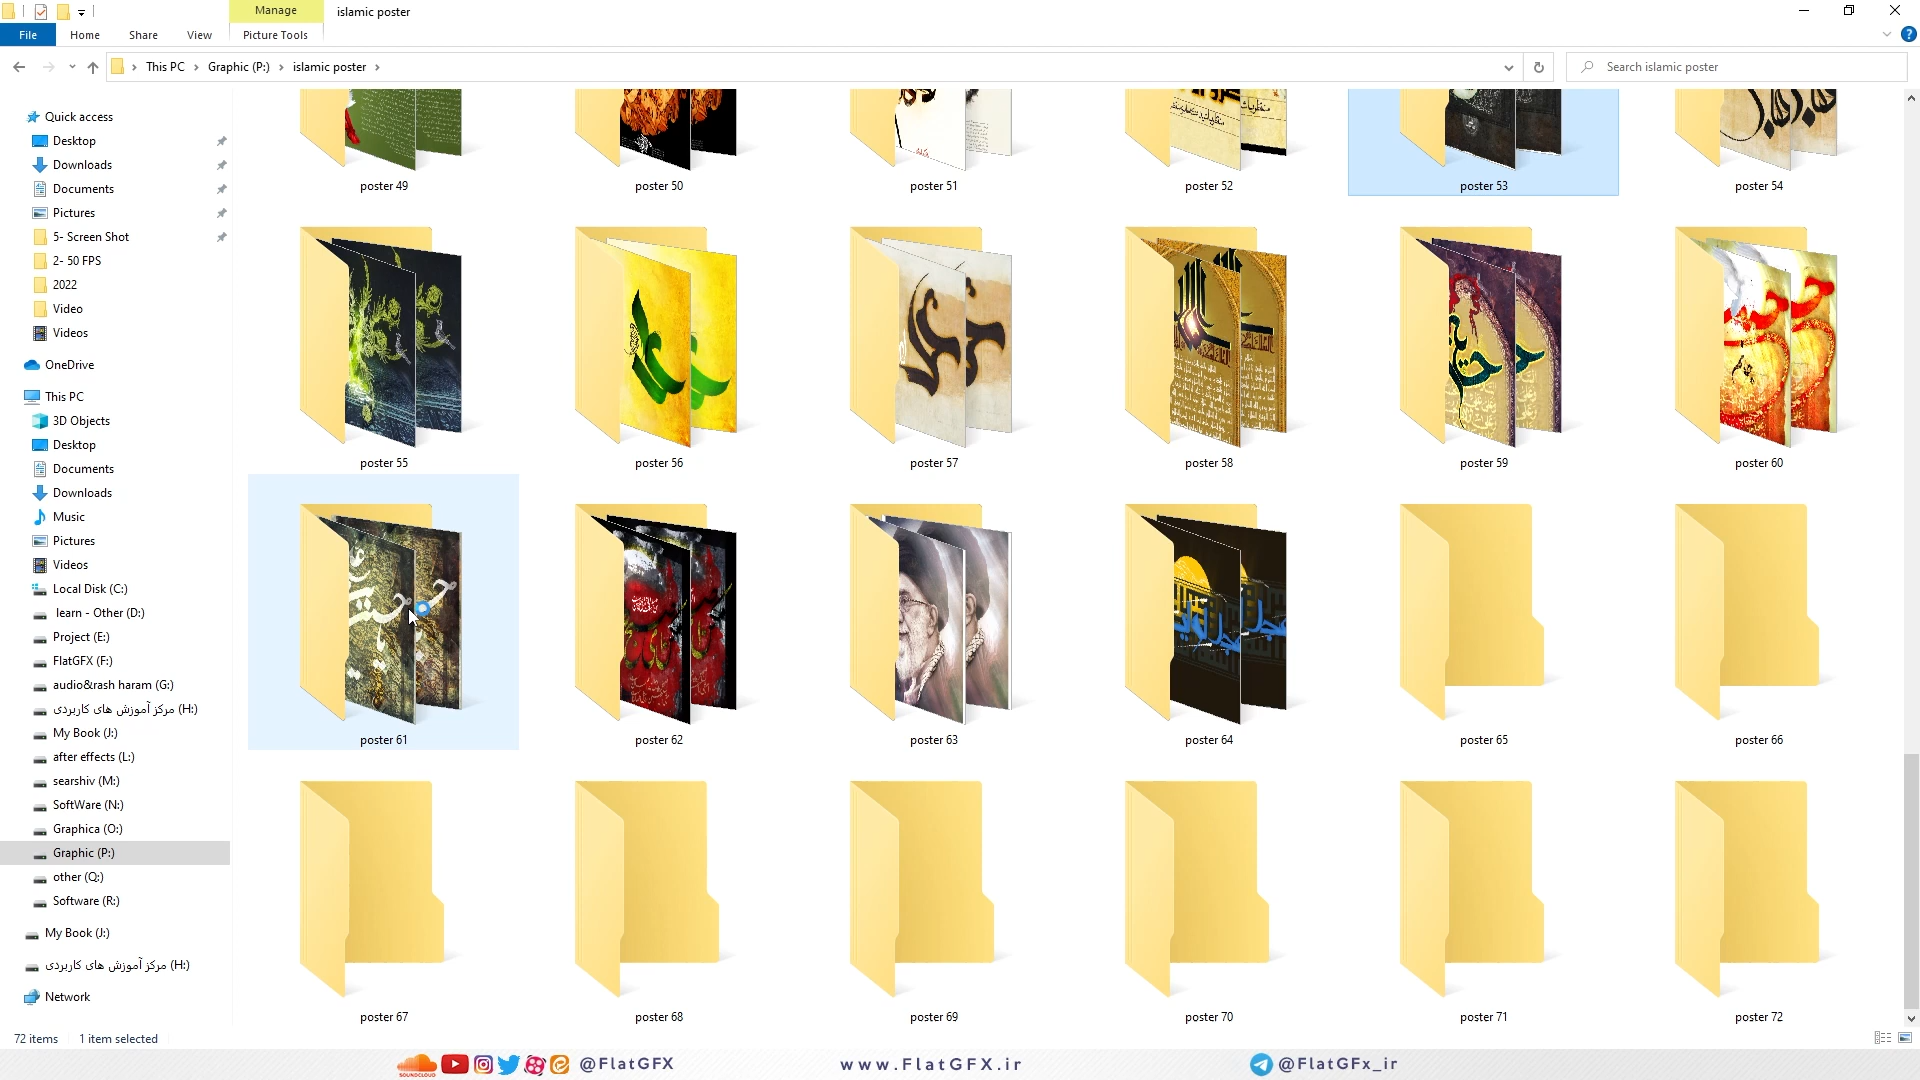 Manage
islamic poster
File
Home
Share
View
Picture Tools
This PC
Graphic (P:)
islamic poster
Search islamic poster
Quick access
Desktop
Downloads
Documents
Pictures
5- Screen Shot
2- 50 FPS
2022
Video
Videos
OneDrive
This PC
3D Objects
Desktop
Documents
Downloads
Music
Pictures
Videos
Local Disk (C:)
learn - Other (D:)
Project (E:)
FlatGFX (F:)
audio&rash haram (G:)
مرکز آموزش های کاربردی (H:)
My Book (J:)
after effects (L:)
searshiv (M:)
SoftWare (N:)
Graphica (O:)
Graphic (P:)
other (Q:)
Software (R:)
My Book (J:)
مرکز آموزش های کاربردی (H:)
Network
poster 49
poster 50
poster 51
poster 52
poster 53
poster 54
poster 55
poster 56
poster 57
poster 58
poster 59
poster 60
poster 61
poster 62
poster 63
poster 64
poster 65
poster 66
poster 67
poster 68
poster 69
poster 70
poster 71
poster 72
72 items
1 item selected
SOUNDCLOUD
@FlatGFX
www.FlatGFX.ir
@FlatGFx_ir